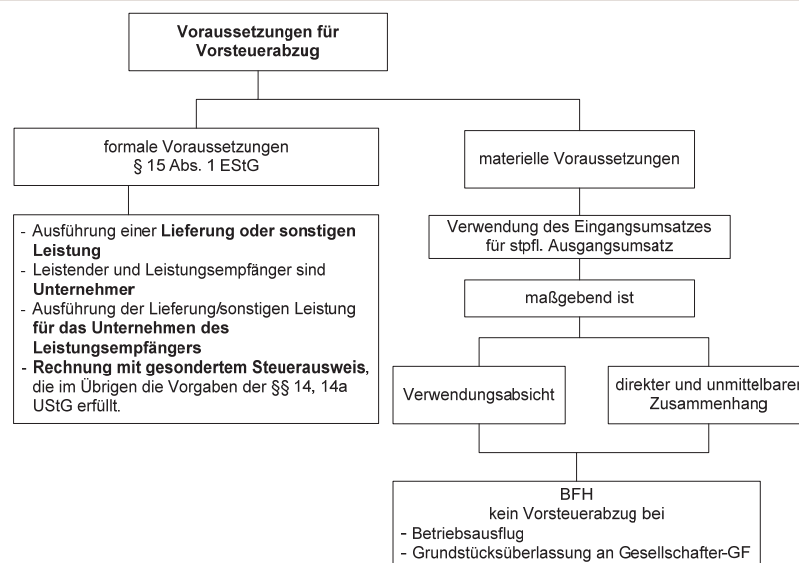 Voraussetzungen für
Vorsteuerabzug
formale Voraussetzungen
§ 15 Abs. 1 EStG
- Ausführung einer Lieferung oder sonstigen
Leistung
- Leistender und Leistungsempfänger sind
Unternehmer
- Ausführung der Lieferung/sonstigen Leistung
für das Unternehmen des
Leistungsempfängers
- Rechnung mit gesondertem Steuerausweis,
die im Übrigen die Vorgaben der §§ 14, 14a
UStG erfüllt.
materielle Voraussetzungen
Verwendung des Eingangsumsatzes
für stpfl. Ausgangsumsatz
maßgebend ist
Verwendungsabsicht
direkter und unmittelbarer
Zusammenhang
BFH
kein Vorsteuerabzug bei
- Betriebsausflug
- Grundstücksüberlassung an Gesellschafter-GF